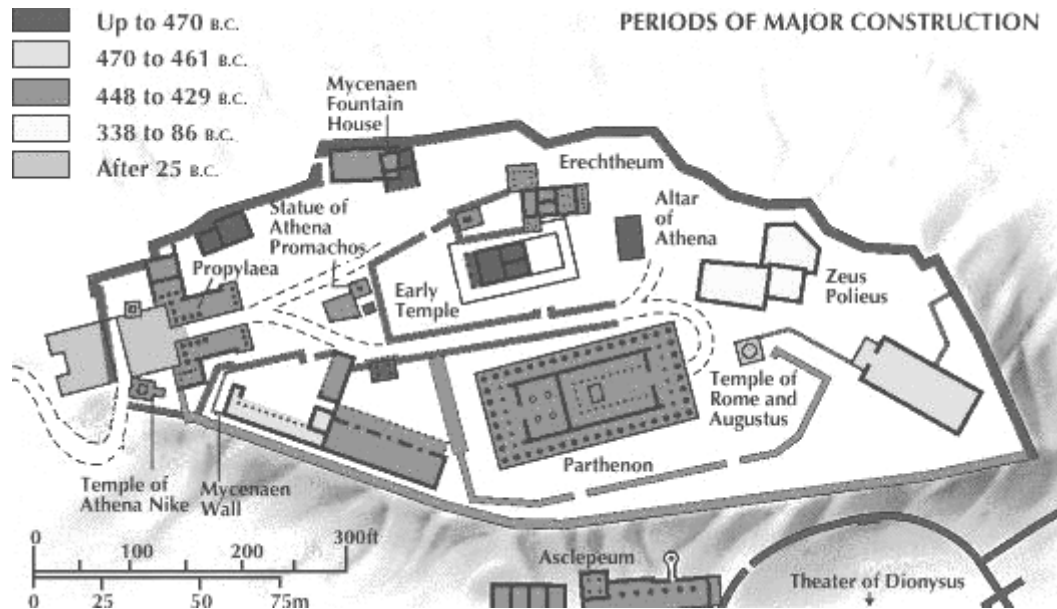 PERIODS OF MAJOR CONSTRUCTION
Up to 470 B.C.
470 to 461 B.C.
448 to 429 B.C.
338 to 86 B.C.
After 25 B.C.
Mycenaen
Fountain
House
Erechtheum
Altar
of
Athena
Statue of
Athena
Promachos
Propylaea
Early
Temple
Zeus
Polieus
Temple of
Rome and
Augustus
Parthenon
Temple of
Athena Nike
Mycenaen
Wall
0 100 200 300ft
0 25 50 75m
Asclepeum
Theater of Dionysus